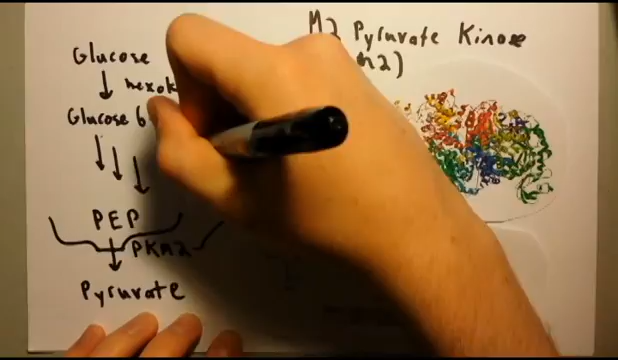 M2 Pyruvate Kinase
Glucose
Glucose 6
PEP
PKM2
Pyruvate